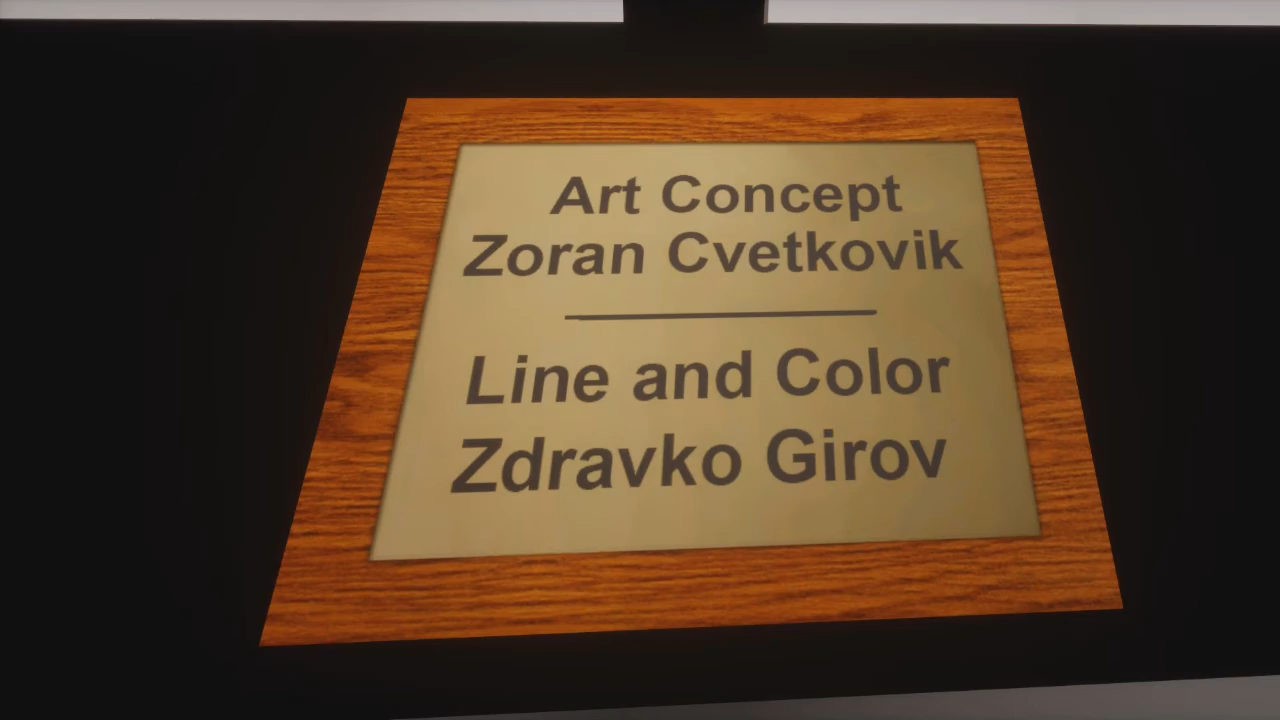 Art Concept
Zoran Cvetkovik
Line and Color
Zdravko Girov